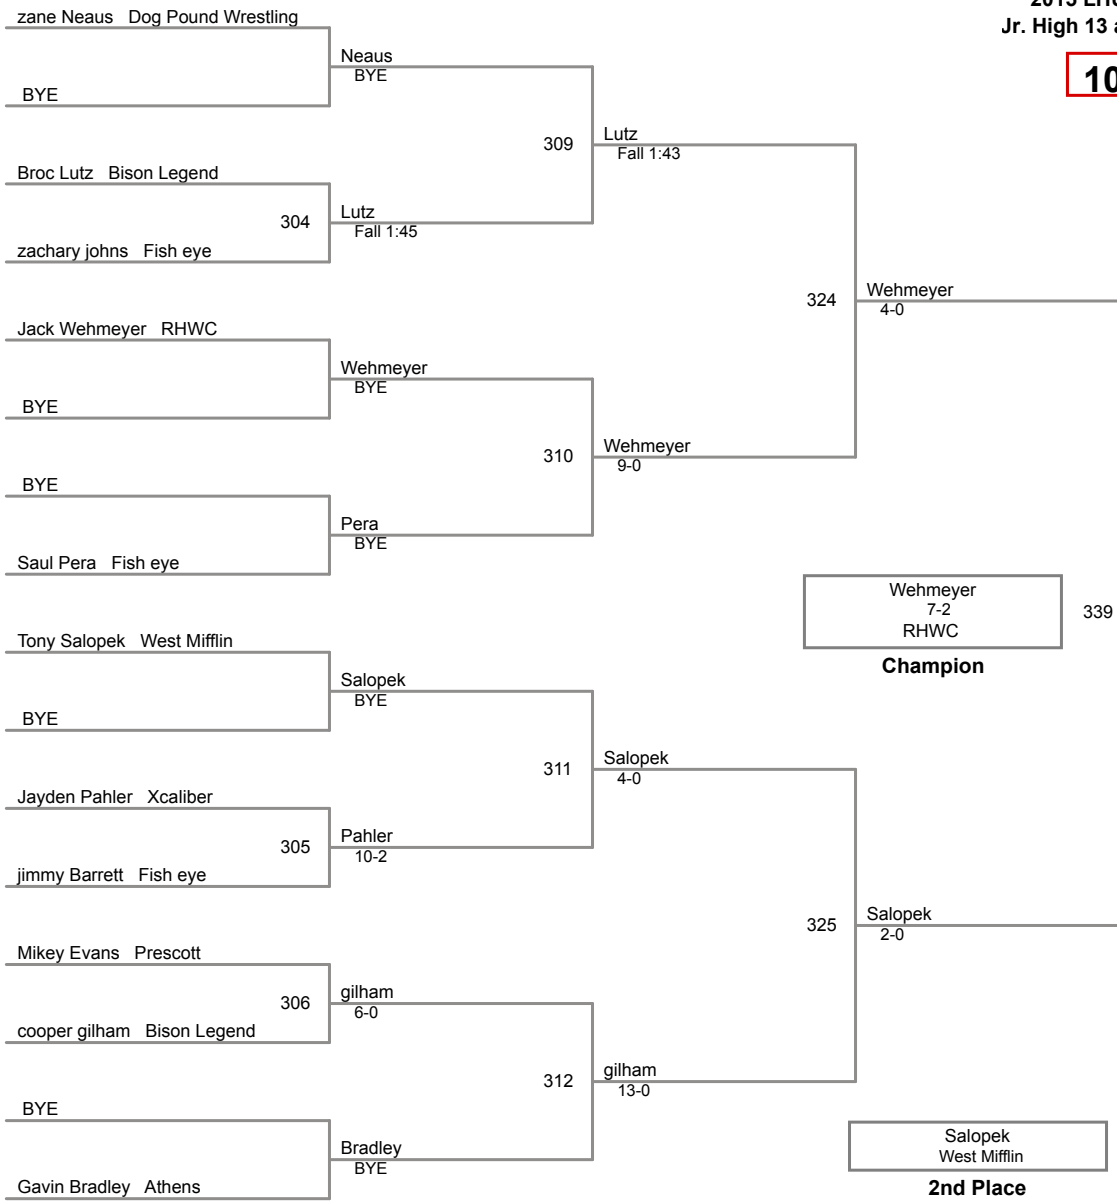 Jr. High 13 a
10
zane Neaus Dog Pound Wrestling
Neaus
BYE
BYE
309
Lutz
Fall 1:43
Broc Lutz Bison Legend
304
Lutz
Fall 1:45
zachary johns Fish eye
324
Wehmeyer
4-0
Jack Wehmeyer RHWC
Wehmeyer
BYE
BYE
310
Wehmeyer
9-0
BYE
Pera
BYE
Saul Pera Fish eye
Wehmeyer
7-2
RHWC
339
Champion
Tony Salopek West Mifflin
Salopek
BYE
BYE
311
Salopek
4-0
Jayden Pahler Xcaliber
305
Pahler
10-2
jimmy Barrett Fish eye
325
Salopek
2-0
Mikey Evans Prescott
306
gilham
6-0
cooper gilham Bison Legend
312
gilham
13-0
BYE
Bradley
BYE
Gavin Bradley Athens
Salopek
West Mifflin
2nd Place